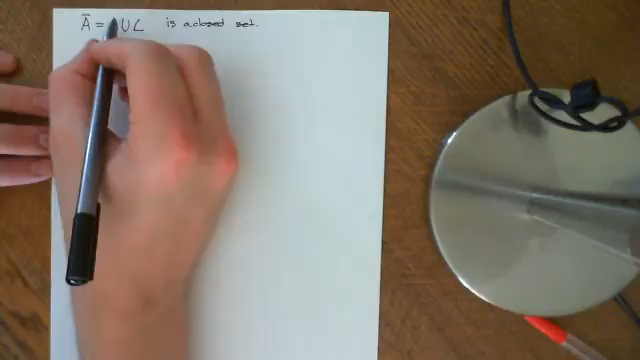 Ā = U L is a closed set.